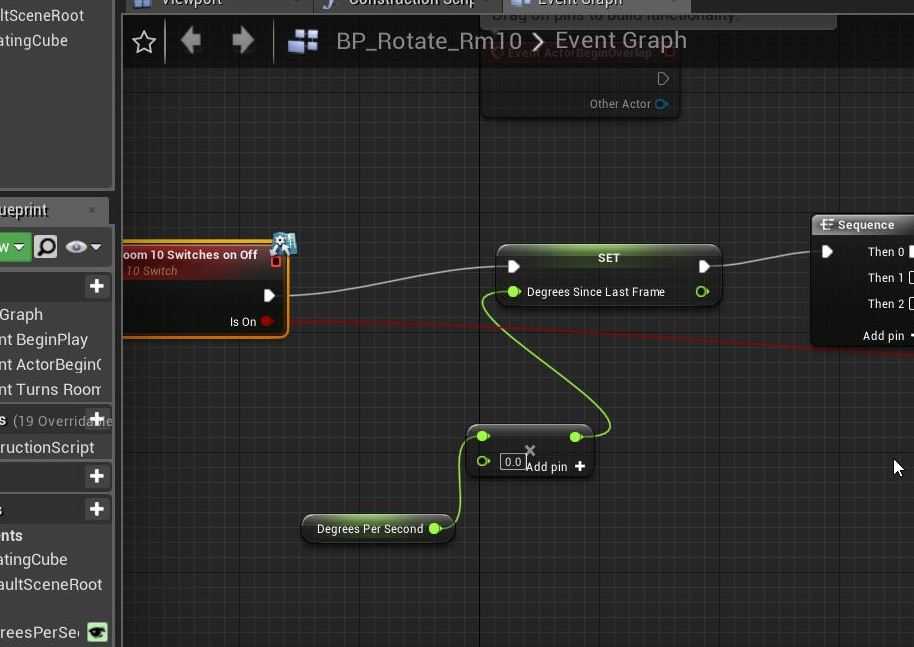 Viewport
Construction Scrip
Event Graph
ltSceneRoot
atingCube
Drag off pins to build functionality.
BP_Rotate_Rm10 > Event Graph
Event ActorBeginOverlap
Other Actor
ueprint
w
oom 10 Switches on Off
10 Switch
Is On
SET
Degrees Since Last Frame
Sequence
Then 0
Then 1
Then 2
Add pin +
Graph
nt BeginPlay
nt ActorBegin
nt Turns Room
s (19 Overridable
ructionScript
0.0
Add pin +
Degrees Per Second
s
ents
atingCube
aultSceneRoot
reesPerSe